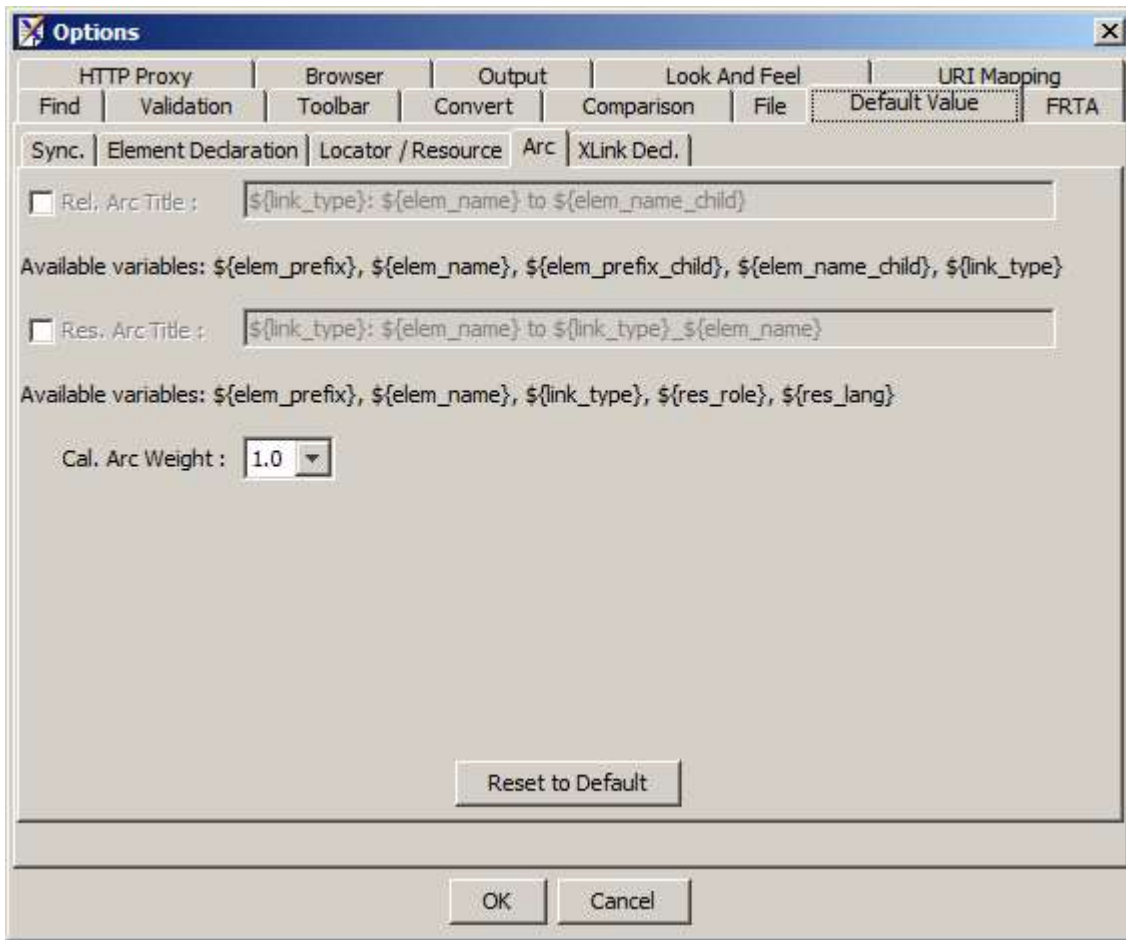 Options
HTTP Proxy Browser Output Look And Feel URI Mapping
Find Validation Toolbar Convert Comparison File Default Value FRTA
Sync. Element Declaration Locator / Resource Arc XLink Decl.
Rel. Arc Title : ${link_type}: ${elem_name} to ${elem_name_child}
Available variables: ${elem_prefix}, ${elem_name}, ${elem_prefix_child}, ${elem_name_child}, ${link_type}
Res. Arc Title : ${link_type}: ${elem_name} to ${link_type}_${elem_name}
Available variables: ${elem_prefix}, ${elem_name}, ${link_type}, ${res_role}, ${res_lang}
Cal. Arc Weight : 1.0
Reset to Default
OK Cancel